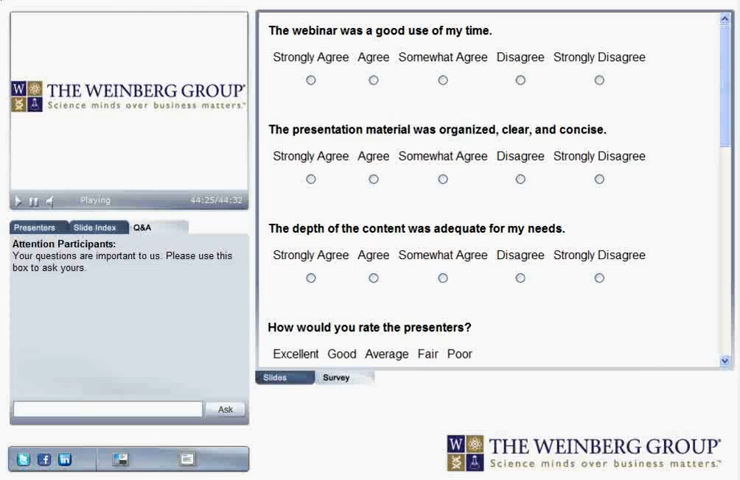 W THE WEINBERG GROUP
Science minds over business matters.™
Playing 44:25/44:32
Presenters Slide Index Q&A
Attention Participants:
Your questions are important to us. Please use this
box to ask yours.
Ask
The webinar was a good use of my time.
Strongly Agree Agree Somewhat Agree Disagree Strongly Disagree
The presentation material was organized, clear, and concise.
Strongly Agree Agree Somewhat Agree Disagree Strongly Disagree
The depth of the content was adequate for my needs.
Strongly Agree Agree Somewhat Agree Disagree Strongly Disagree
How would you rate the presenters?
Excellent Good Average Fair Poor
Slides Survey
W THE WEINBERG GROUP
Science minds over business matters.™